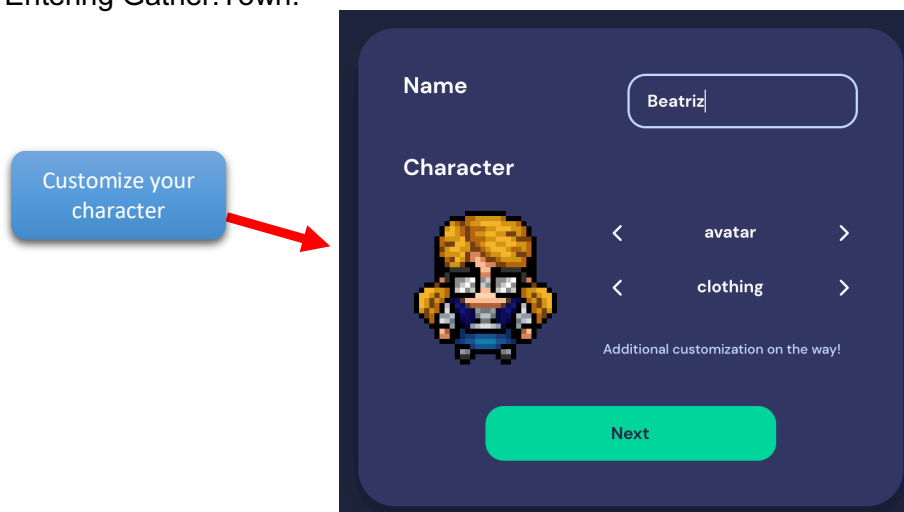 Entering Gather.Town:
Name
Beatriz
Customize your
character
Character
avatar
clothing
Additional customization on the way!
Next